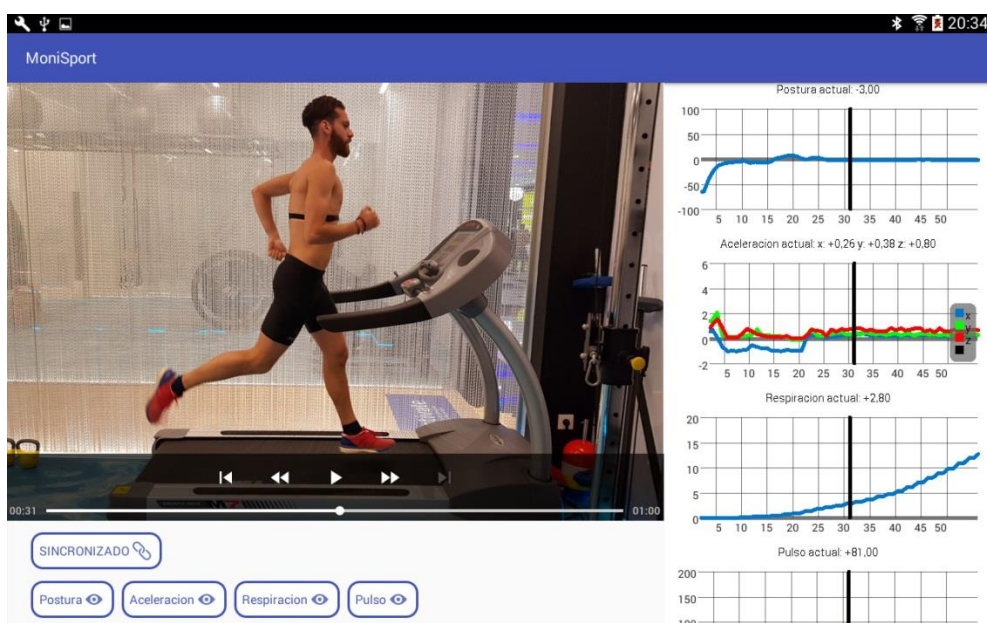 20:34
MoniSport
Postura actual: -3,00
100
50
0
-50
-100
5 10 15 20 25 30 35 40 45 50
Aceleracion actual: x: +0,26 y: +0,38 z: +0,80
6
4
2
0
-2
x
y
z
5 10 15 20 25 30 35 40 45 50
Respiracion actual: +2,80
20
15
10
5
0
5 10 15 20 25 30 35 40 45 50
Pulso actual: +81,00
200
150
100
00:31
01:00
SINCRONIZADO
Postura
Aceleracion
Respiracion
Pulso